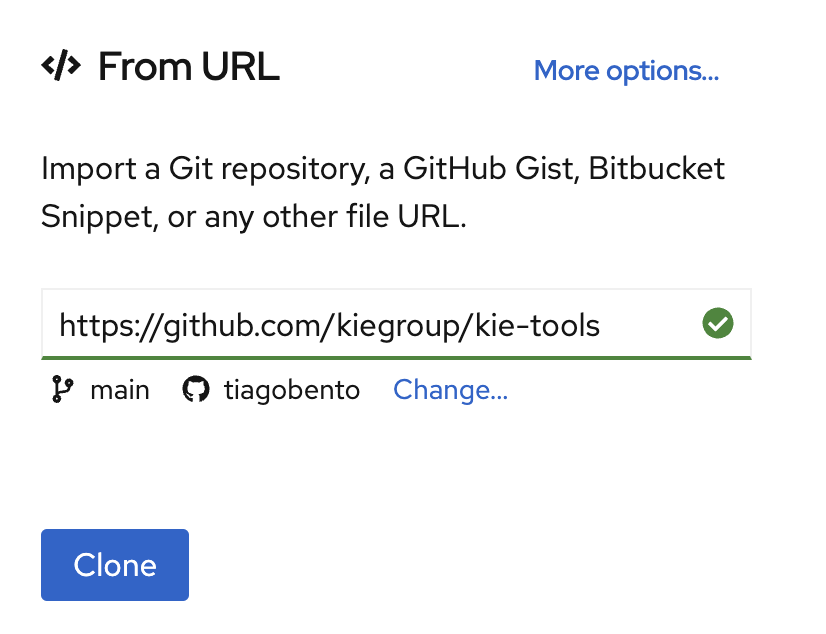 From URL
More options...
Import a Git repository, a GitHub Gist, Bitbucket
Snippet, or any other file URL.
https://github.com/kiegroup/kie-tools
main tiagobento Change...
Clone